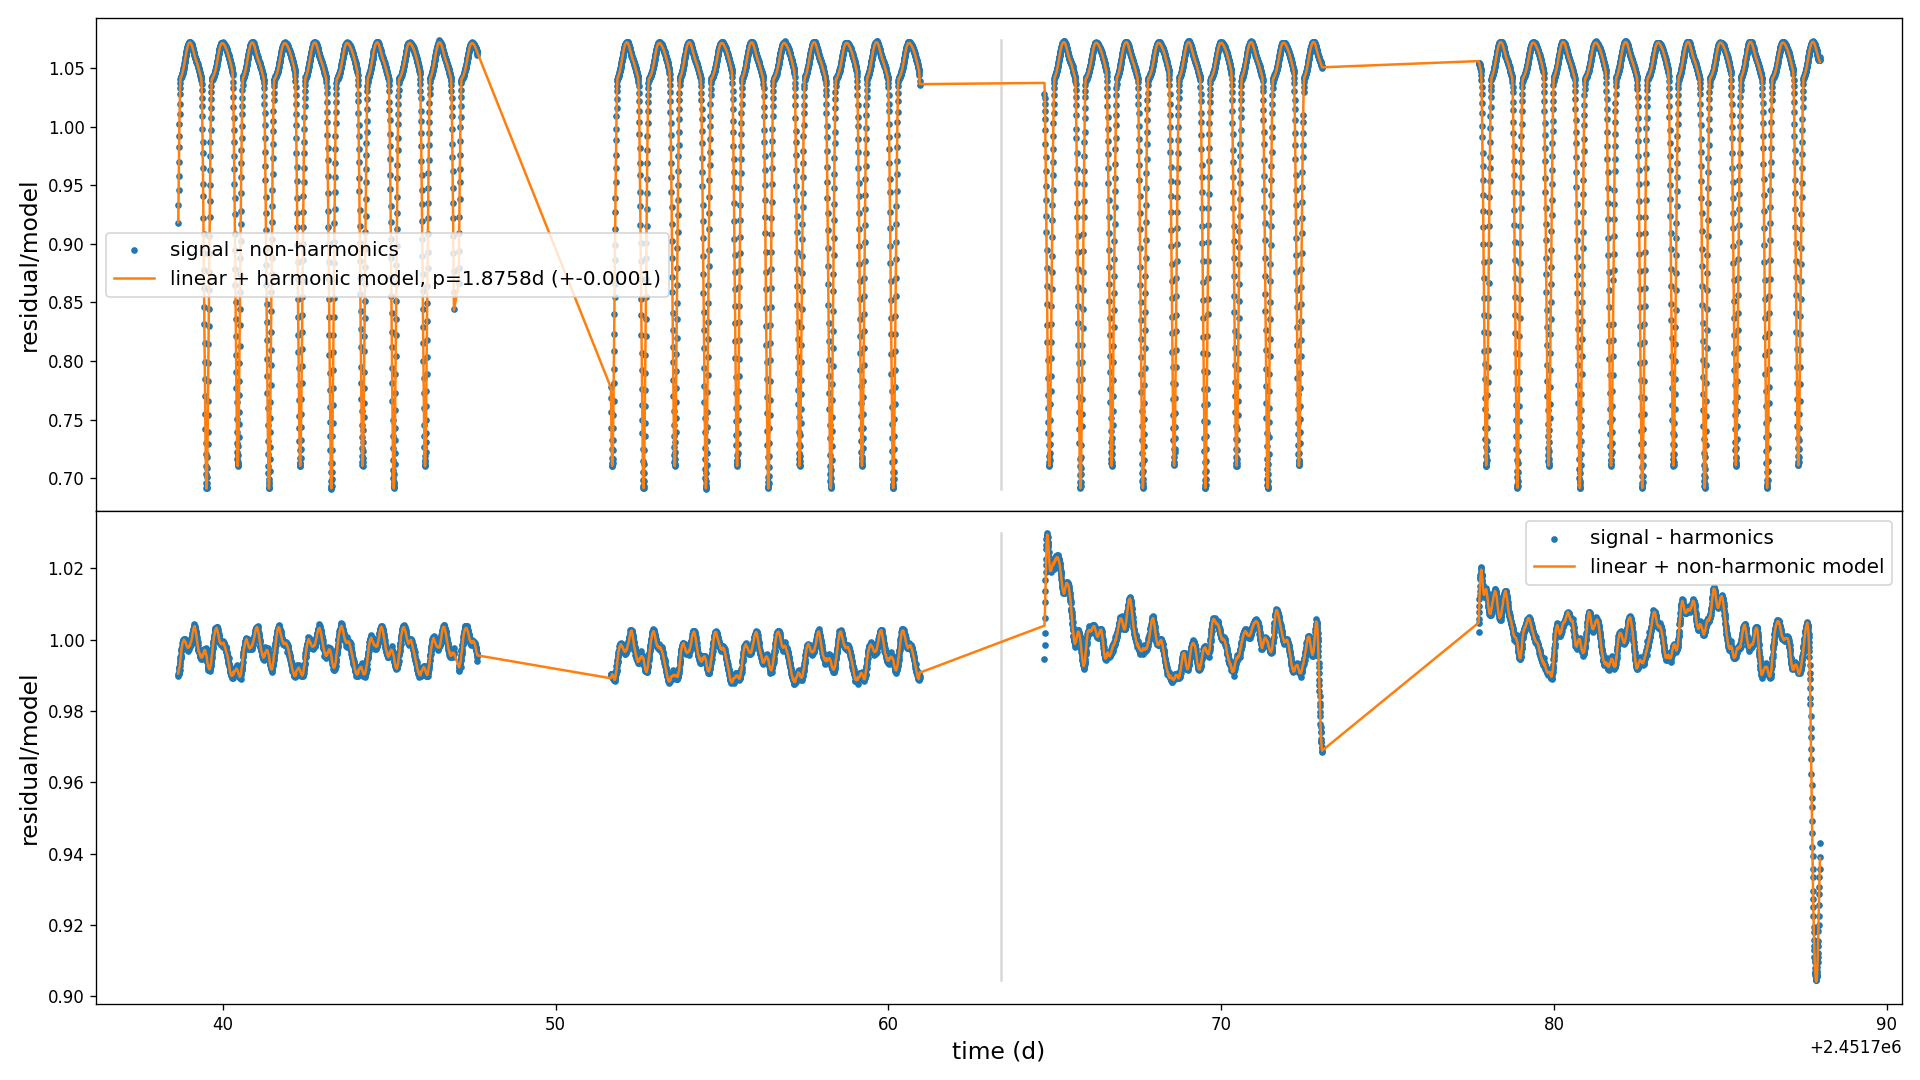 residual/model
1.05
1.00
0.95
0.90
0.85
0.80
0.75
0.70
signal - non-harmonics
linear + harmonic model, p=1.8758d (+-0.0001)
residual/model
1.02
1.00
0.98
0.96
0.94
0.92
0.90
signal - harmonics
linear + non-harmonic model
40 50 60 70 80 90
time (d)
+2.4517e6